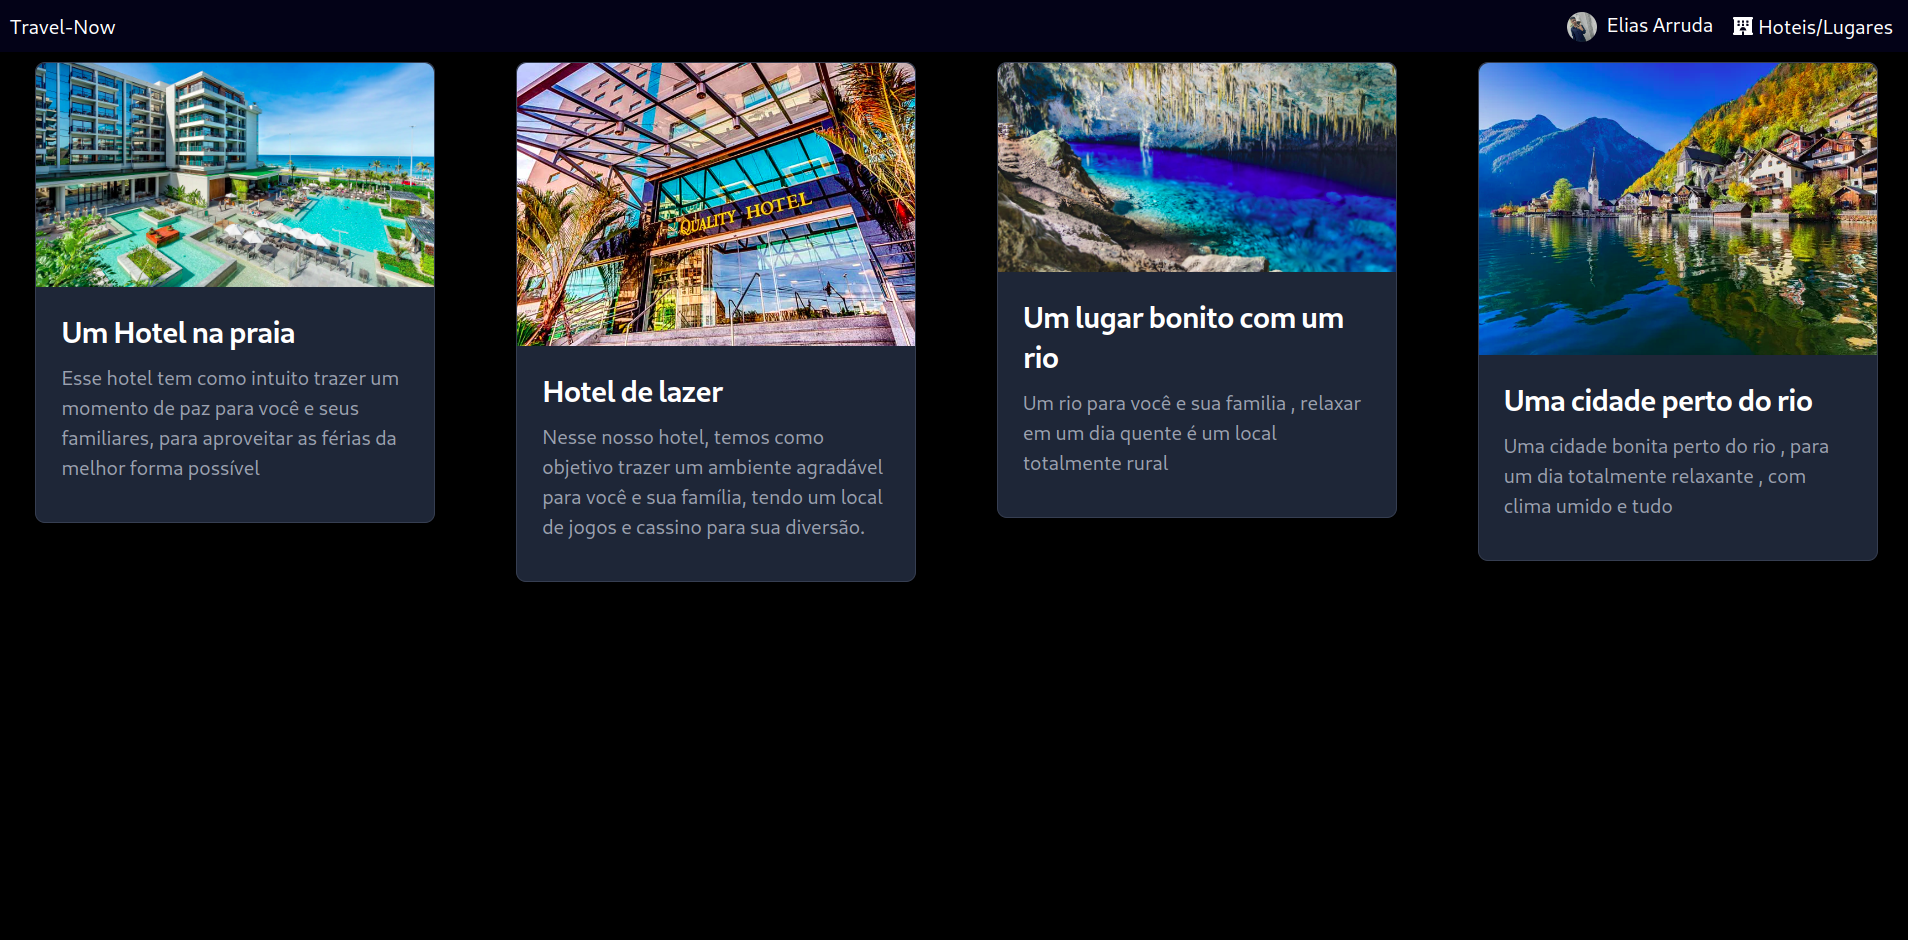 Travel-Now
Elias Arruda
Hoteis/Lugares
Um Hotel na praia
Esse hotel tem como intuito trazer um
momento de paz para você e seus
familiares, para aproveitar as férias da
melhor forma possível
QUALITY HOTEL
Hotel de lazer
Nesse nosso hotel, temos como
objetivo trazer um ambiente agradável
para você e sua família, tendo um local
de jogos e cassino para sua diversão.
Um lugar bonito com um
rio
Um rio para você e sua familia , relaxar
em um dia quente é um local
totalmente rural
Uma cidade perto do rio
Uma cidade bonita perto do rio , para
um dia totalmente relaxante , com
clima umido e tudo